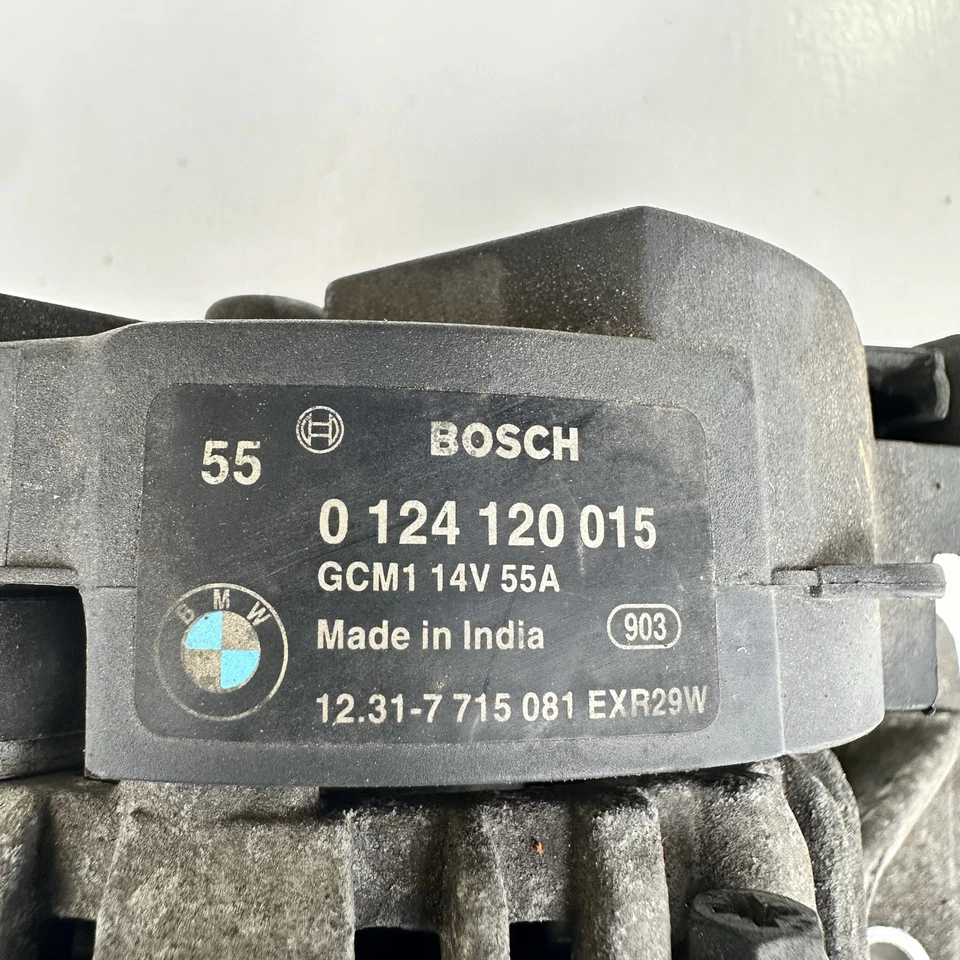 55 BOSCH
0 124 120 015
GCM1 14V 55A
BMW
Made in India 903
12.31-7 715 081 EXR29W